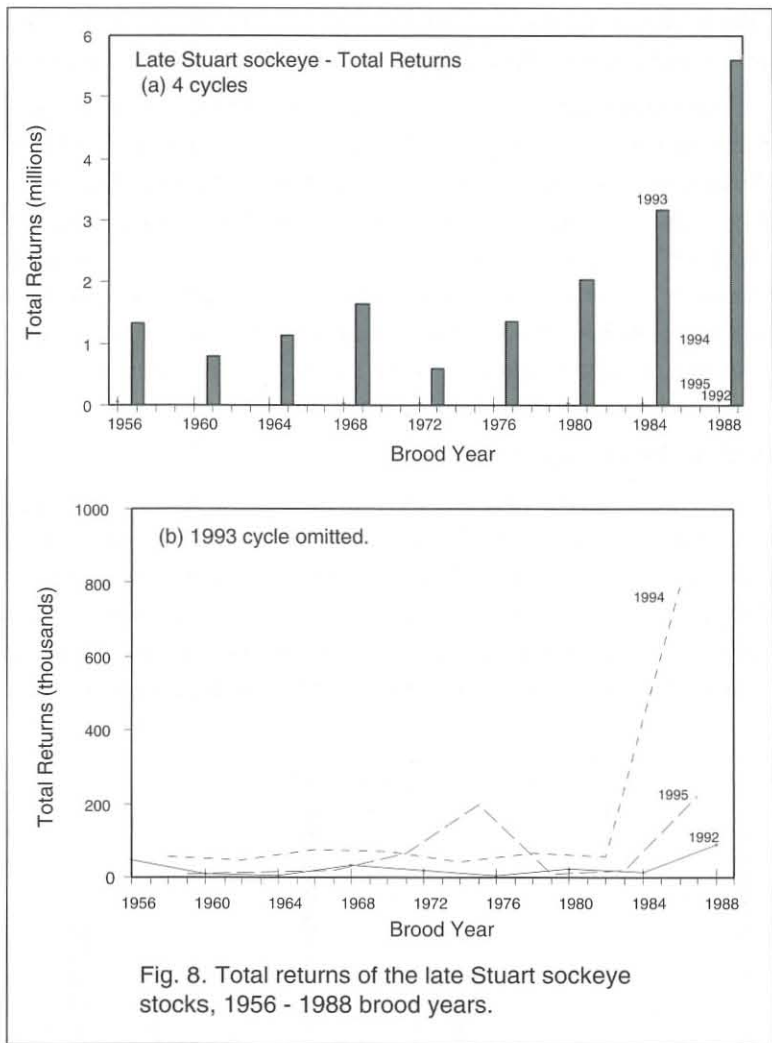 Late Stuart sockeye - Total Returns
(a) 4 cycles
Total Returns (millions)
6
5
4
3
2
1
0
1993
1994
1995
1992
1956 1960 1964 1968 1972 1976 1980 1984 1988
Brood Year
(b) 1993 cycle omitted.
Total Returns (thousands)
1000
800
600
400
200
0
1994
1995
1992
1956 1960 1964 1968 1972 1976 1980 1984 1988
Brood Year
Fig. 8. Total returns of the late Stuart sockeye
stocks, 1956 - 1988 brood years.